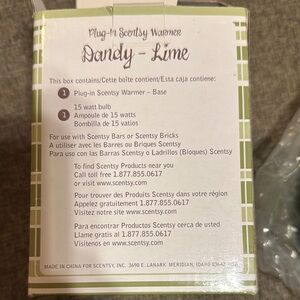 Plug-In Scentsy Warmer
Dandy - Lime
This box contains/Cette boîte contient/Esta caja contiene:
1 Plug-in Scentsy Warmer - Base
15 watt bulb
1 Ampoule de 15 watts
Bombilla de 15 vatios
For use with Scentsy Bars or Scentsy Bricks
A utiliser avec les Barres ou Briques Scentsy
Para uso con las Barras Scentsy o Ladrillos (Bloques) Scentsy
To find Scentsy Products near you
Call toll free 1.877.855.0617
or visit www.scentsy.com
Pour trouver des Produits Scentsy dans votre région
Appelez gratuitement 1.877.855.0617
Visitez notre site www.scentsy.com
Para encontrar Productos Scentsy cerca de usted
Llame gratis al 1.877.855.0617
Visitenos en www.scentsy.com
MADE IN CHINA FOR SCENTSY, INC. 3698 E. LANARK MERIDIAN, IDAHO 83642 USA